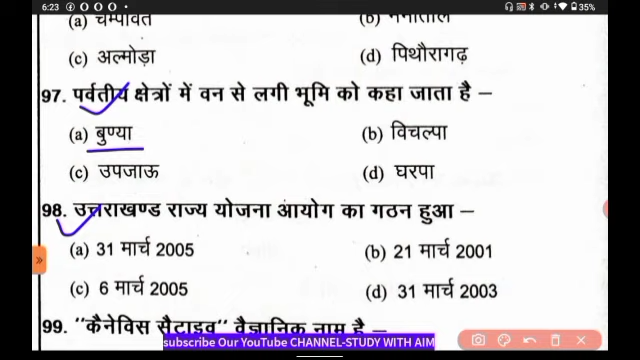 6:23
35%
(a) चम्पावत (b) नैनीताल
(c) अल्मोड़ा (d) पिथौरागढ़
97. पर्वतीय क्षेत्रों में वन से लगी भूमि को कहा जाता है –
(a) बुण्या (b) विचल्पा
(c) उपजाऊ (d) घरपा
98. उत्तराखण्ड राज्य योजना आयोग का गठन हुआ –
(a) 31 मार्च 2005 (b) 21 मार्च 2001
(c) 6 मार्च 2005 (d) 31 मार्च 2003
99. "कैनेविस सैटाइव" वैज्ञानिक नाम है –
subscribe Our YouTube CHANNEL-STUDY WITH AIM